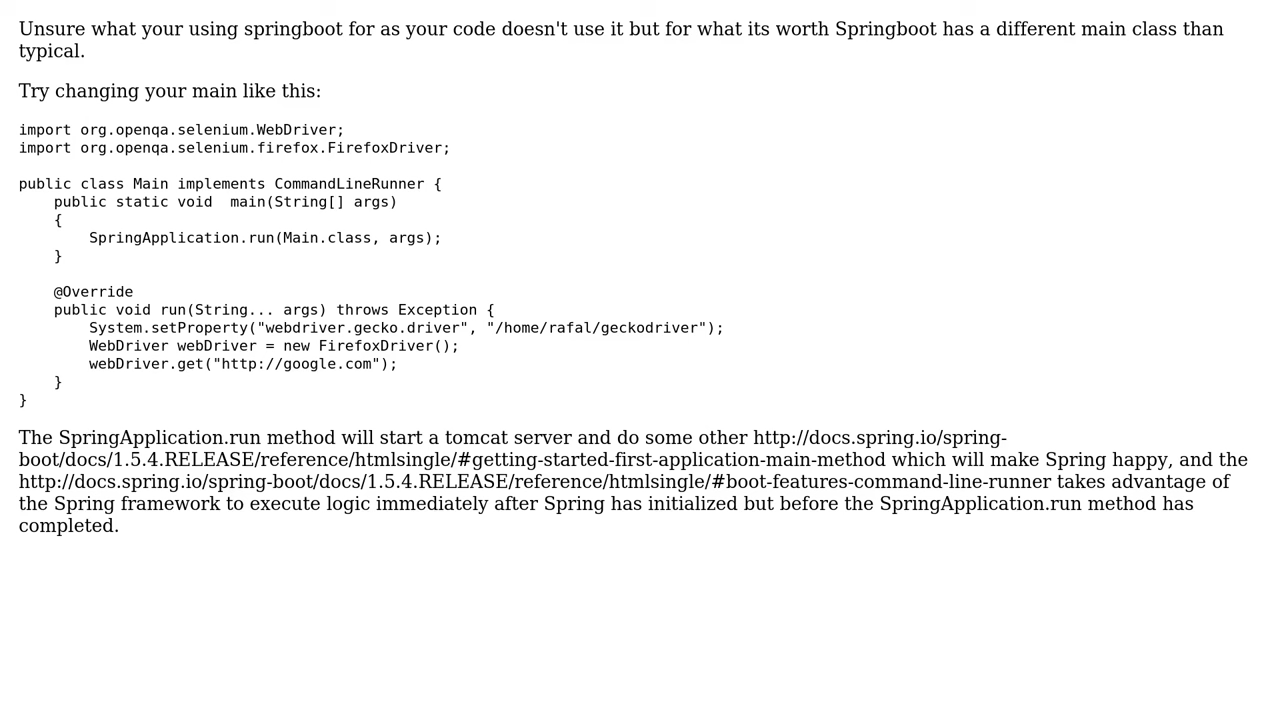 Unsure what your using springboot for as your code doesn't use it but for what its worth Springboot has a different main class than
typical.
Try changing your main like this:
import org.openqa.selenium.WebDriver;
import org.openqa.selenium.firefox.FirefoxDriver;
public class Main implements CommandLineRunner {
    public static void  main(String[] args)
    {
        SpringApplication.run(Main.class, args);
    }
    @Override
    public void run(String... args) throws Exception {
        System.setProperty("webdriver.gecko.driver", "/home/rafal/geckodriver");
        WebDriver webDriver = new FirefoxDriver();
        webDriver.get("http://google.com");
    }
}
The SpringApplication.run method will start a tomcat server and do some other http://docs.spring.io/spring-
boot/docs/1.5.4.RELEASE/reference/htmlsingle/#getting-started-first-application-main-method which will make Spring happy, and the
http://docs.spring.io/spring-boot/docs/1.5.4.RELEASE/reference/htmlsingle/#boot-features-command-line-runner takes advantage of
the Spring framework to execute logic immediately after Spring has initialized but before the SpringApplication.run method has
completed.